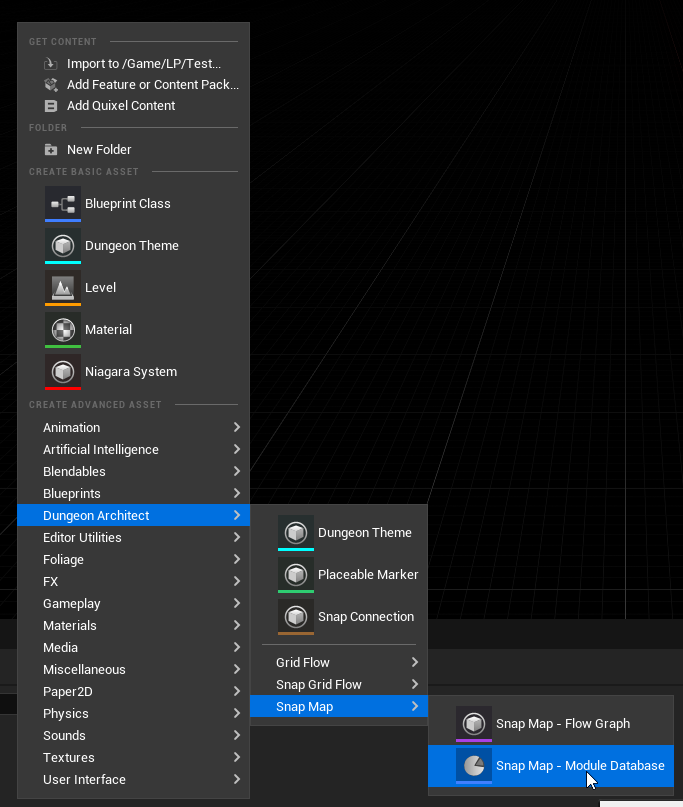 GET CONTENT
Import to /Game/LP/Test...
Add Feature or Content Pack...
Add Quixel Content
FOLDER
New Folder
CREATE BASIC ASSET
Blueprint Class
Dungeon Theme
Level
Material
Niagara System
CREATE ADVANCED ASSET
Animation
Artificial Intelligence
Blendables
Blueprints
Dungeon Architect
Editor Utilities
Foliage
FX
Gameplay
Materials
Media
Miscellaneous
Paper2D
Physics
Sounds
Textures
User Interface
Dungeon Theme
Placeable Marker
Snap Connection
Grid Flow
Snap Grid Flow
Snap Map
Snap Map - Flow Graph
Snap Map - Module Database